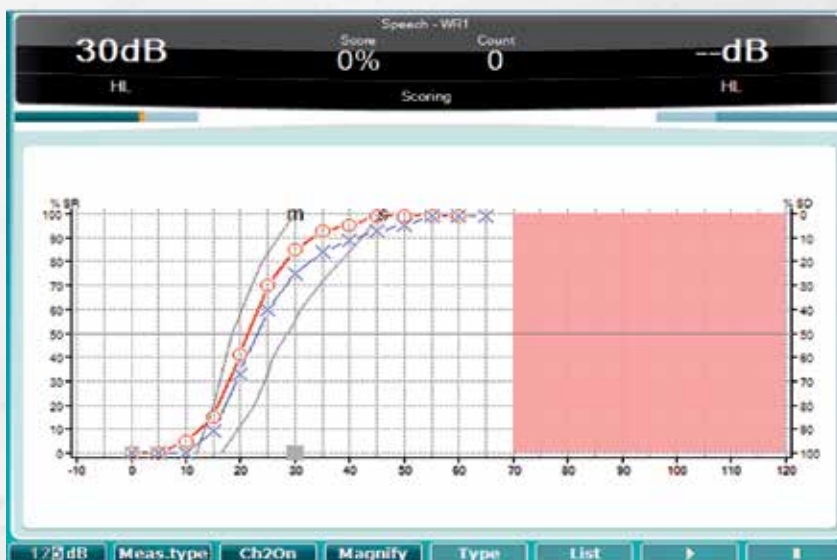 Speech - WR1
30dB Score Count --dB
0% 0
HL HL
Scoring
% SR % SD
100 m 0
90 10
80 20
70 30
60 40
50 50
40 60
30 70
20 80
10 90
0 100
-10 0 10 20 30 40 50 60 70 80 90 100 110 120
Meas.type Ch2On Magnify Type List